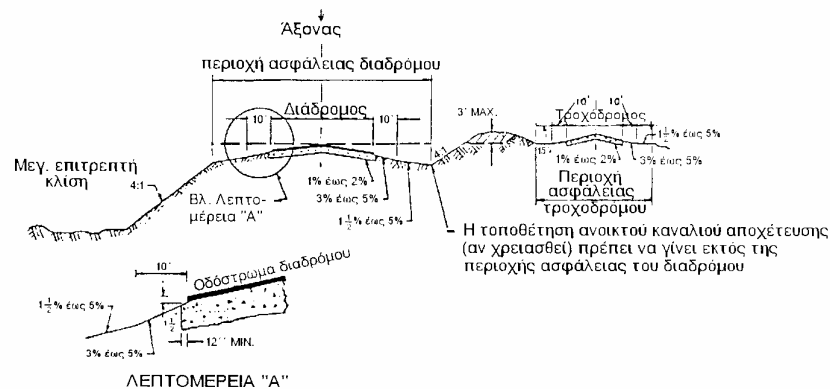 Άξονας
περιοχή ασφάλειας διαδρόμου
10' Διάδρομος 10'
3' MAX.
10' 10'
Τροχόδρομος
1½% έως 5%
4:1
15'
1% έως 2% 3% έως 5%
Περιοχή
ασφάλειας
τροχοδρόμου
Μεγ. επιτρεπτή
κλίση
4:1
Βλ. Λεπτο-
μέρεια "Α"
1% έως 2%
3% έως 5%
1½% έως 5%
Η τοποθέτηση ανοικτού καναλιού αποχέτευσης
(αν χρειασθεί) πρέπει να γίνει εκτός της
περιοχής ασφάλειας του διαδρόμου
10'
Οδόστρωμα διαδρόμου
1½% έως 5%
1½
3% έως 5%
12'' MIN.
ΛΕΠΤΟΜΕΡΕΙΑ "Α"